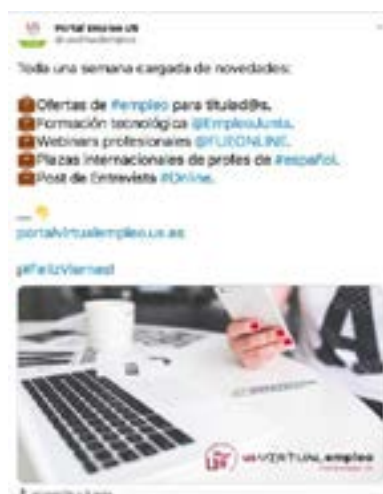 Portal Empleo US
Toda una semana cargada de novedades:
Ofertas de #empleo para titulad@s.
Formación tecnológica @EmpleoJunta.
Webinars profesionales @FUEONLINE.
Plazas internacionales de profes de #español.
Post de Entrevista #Online.
...
portalvirtualempleo.us.es
¡#FelizViernes!
A
usVIRTUALempleo